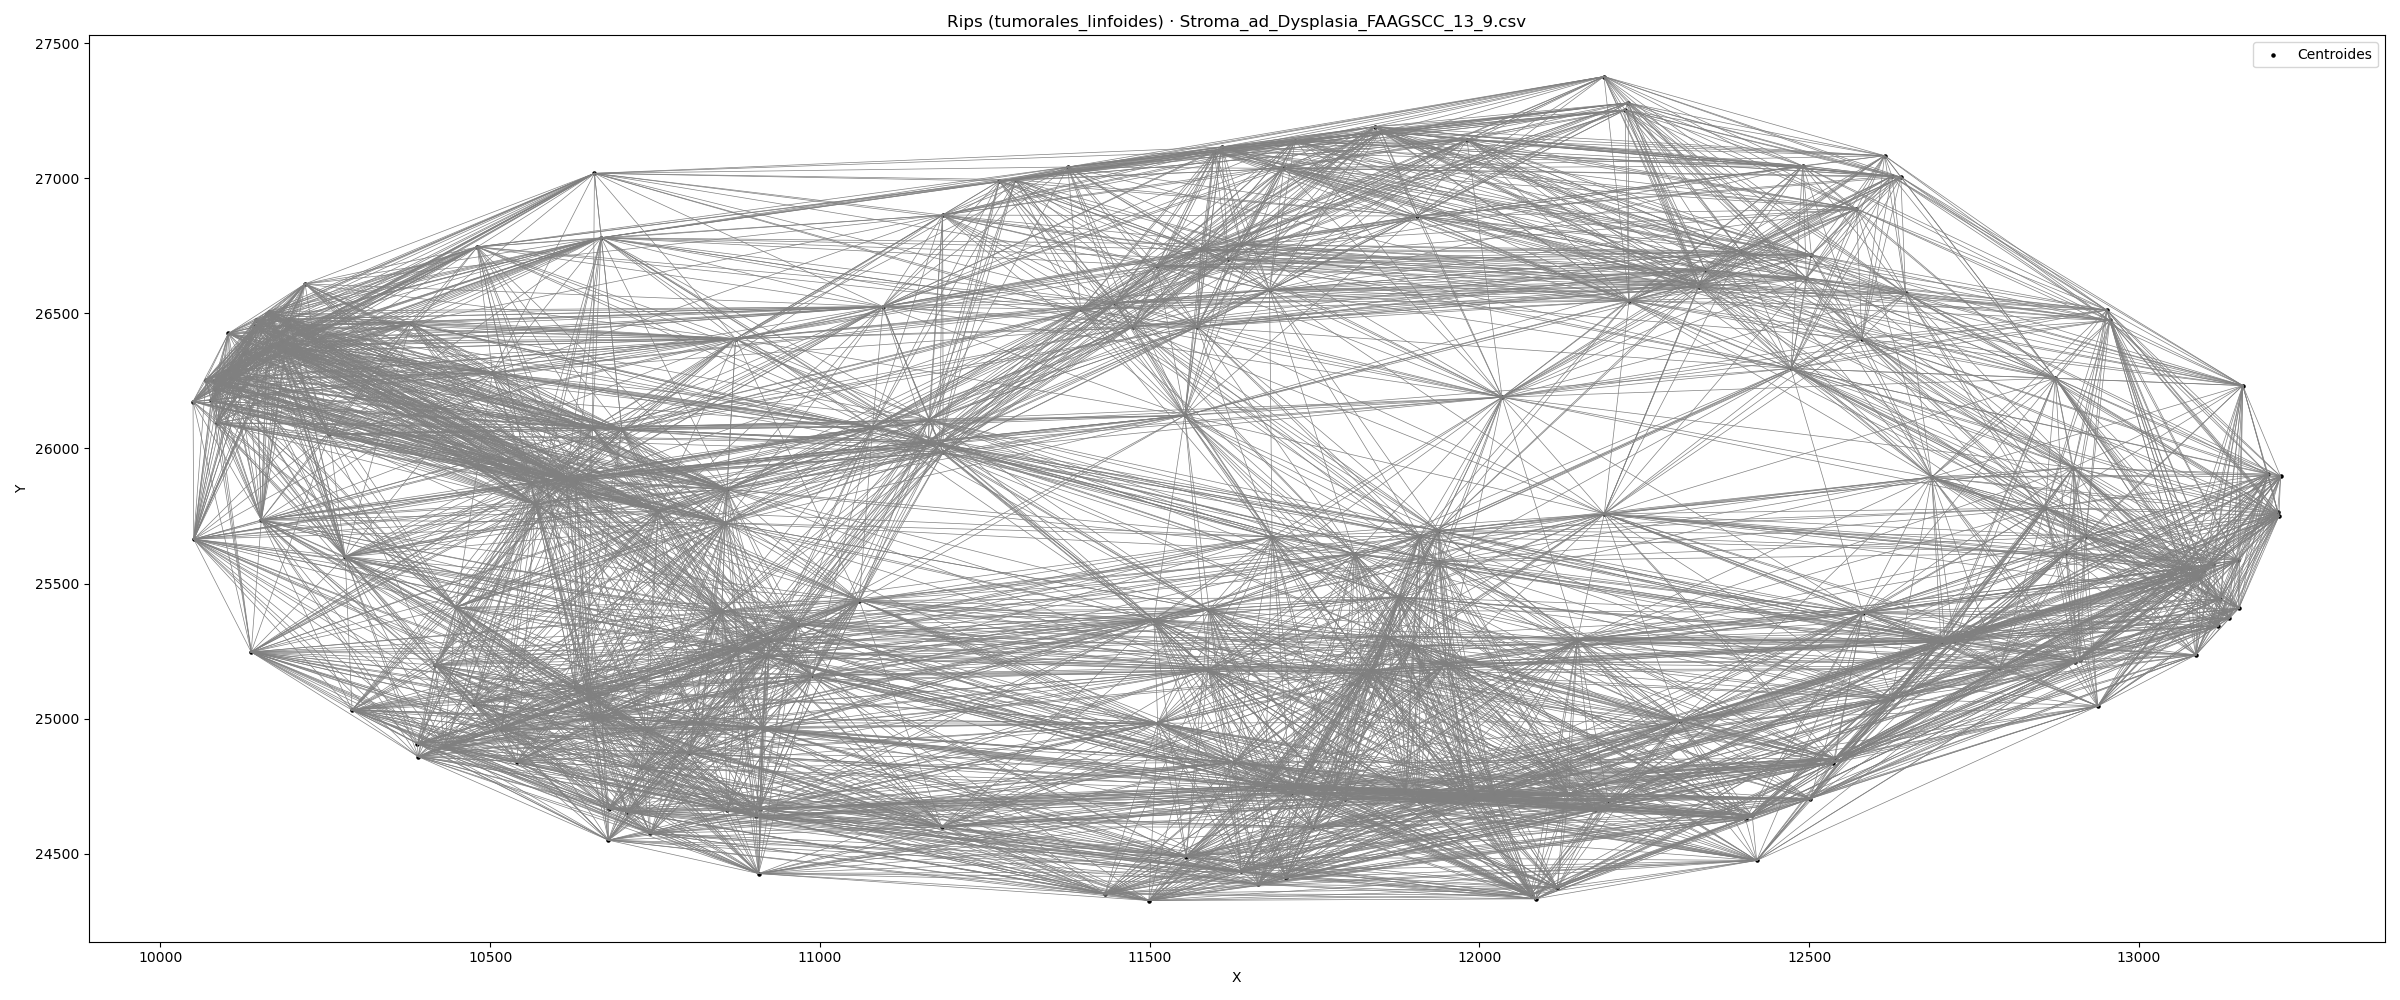 Rips (tumorales_linfoides) · Stroma_ad_Dysplasia_FAAGSCC_13_9.csv
Centroides
27500
27000
26500
26000
25500
25000
24500
Y
10000 10500 11000 11500 12000 12500 13000
X